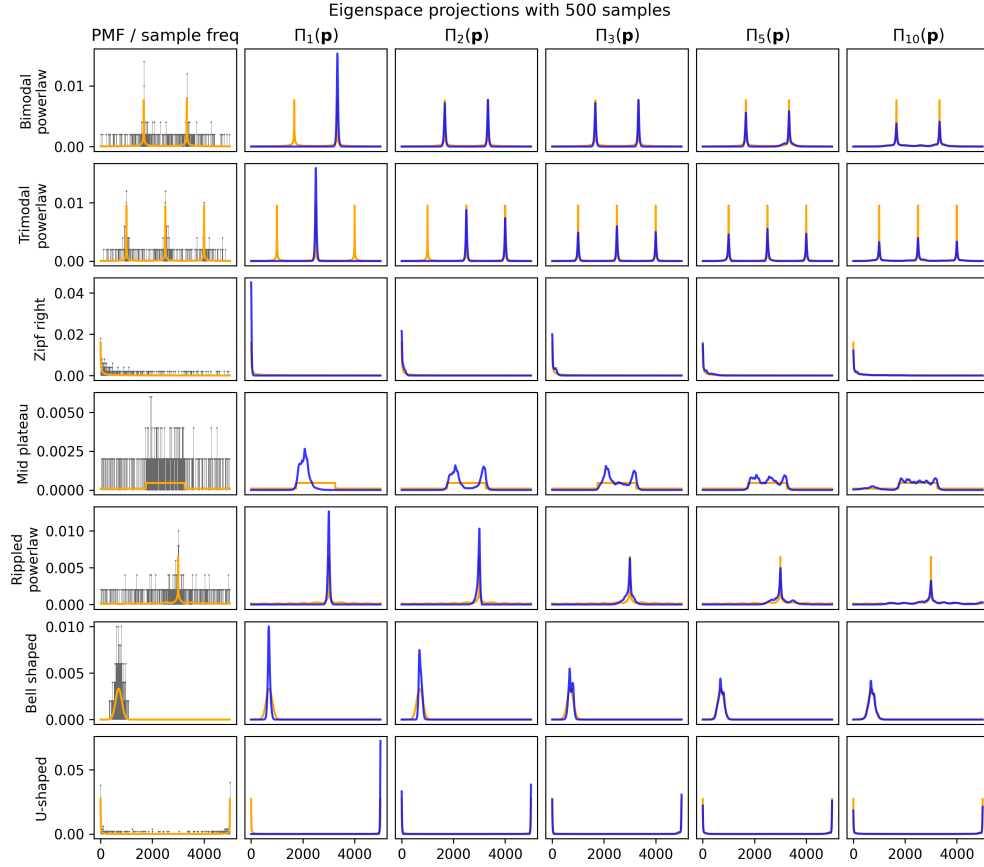 Eigenspace projections with 500 samples
PMF / sample freq
Π₁(p)
Π₂(p)
Π₃(p)
Π₅(p)
Π₁₀(p)
Bimodal
powerlaw
0.01
0.00
Trimodal
powerlaw
0.01
0.00
Zipf right
0.04
0.02
0.00
Mid plateau
0.0050
0.0025
0.0000
Rippled
powerlaw
0.010
0.005
0.000
Bell shaped
0.010
0.005
0.000
U-shaped
0.05
0.00
0 2000 4000 0 2000 4000 0 2000 4000 0 2000 4000 0 2000 4000 0 2000 4000